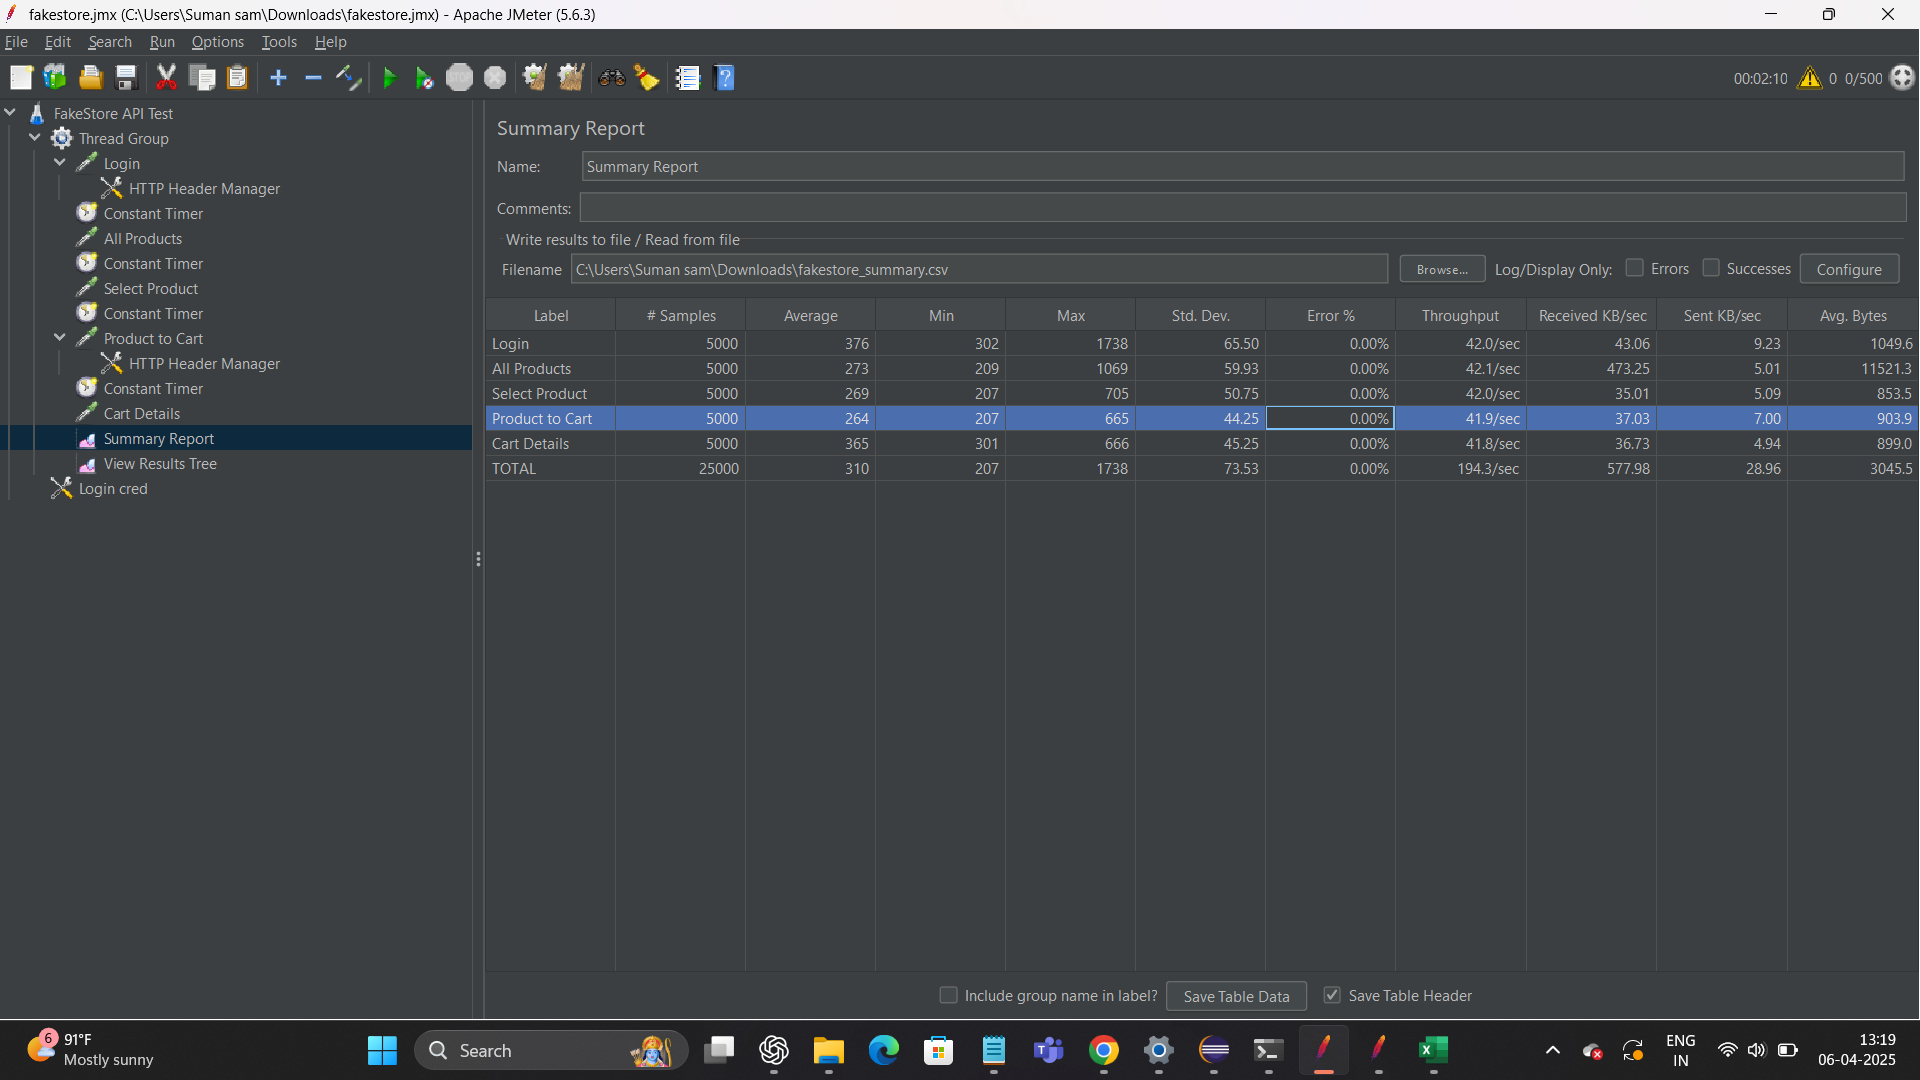 fakestore.jmx (C:\Users\Suman sam\Downloads\fakestore.jmx) - Apache JMeter (5.6.3)
File Edit Search Run Options Tools Help
STOP 00:02:10 0 0/500
FakeStore API Test
Thread Group
Login
HTTP Header Manager
Constant Timer
All Products
Constant Timer
Select Product
Constant Timer
Product to Cart
HTTP Header Manager
Constant Timer
Cart Details
Summary Report
View Results Tree
Login cred
Summary Report
Name: Summary Report
Comments:
Write results to file / Read from file
Filename C:\Users\Suman sam\Downloads\fakestore_summary.csv Browse... Log/Display Only: Errors Successes Configure
Label # Samples Average Min Max Std. Dev. Error % Throughput Received KB/sec Sent KB/sec Avg. Bytes
Login 5000 376 302 1738 65.50 0.00% 42.0/sec 43.06 9.23 1049.6
All Products 5000 273 209 1069 59.93 0.00% 42.1/sec 473.25 5.01 11521.3
Select Product 5000 269 207 705 50.75 0.00% 42.0/sec 35.01 5.09 853.5
Product to Cart 5000 264 207 665 44.25 0.00% 41.9/sec 37.03 7.00 903.9
Cart Details 5000 365 301 666 45.25 0.00% 41.8/sec 36.73 4.94 899.0
TOTAL 25000 310 207 1738 73.53 0.00% 194.3/sec 577.98 28.96 3045.5
Include group name in label? Save Table Data Save Table Header
6 91°F
Mostly sunny
Search
ENG
IN
13:19
06-04-2025